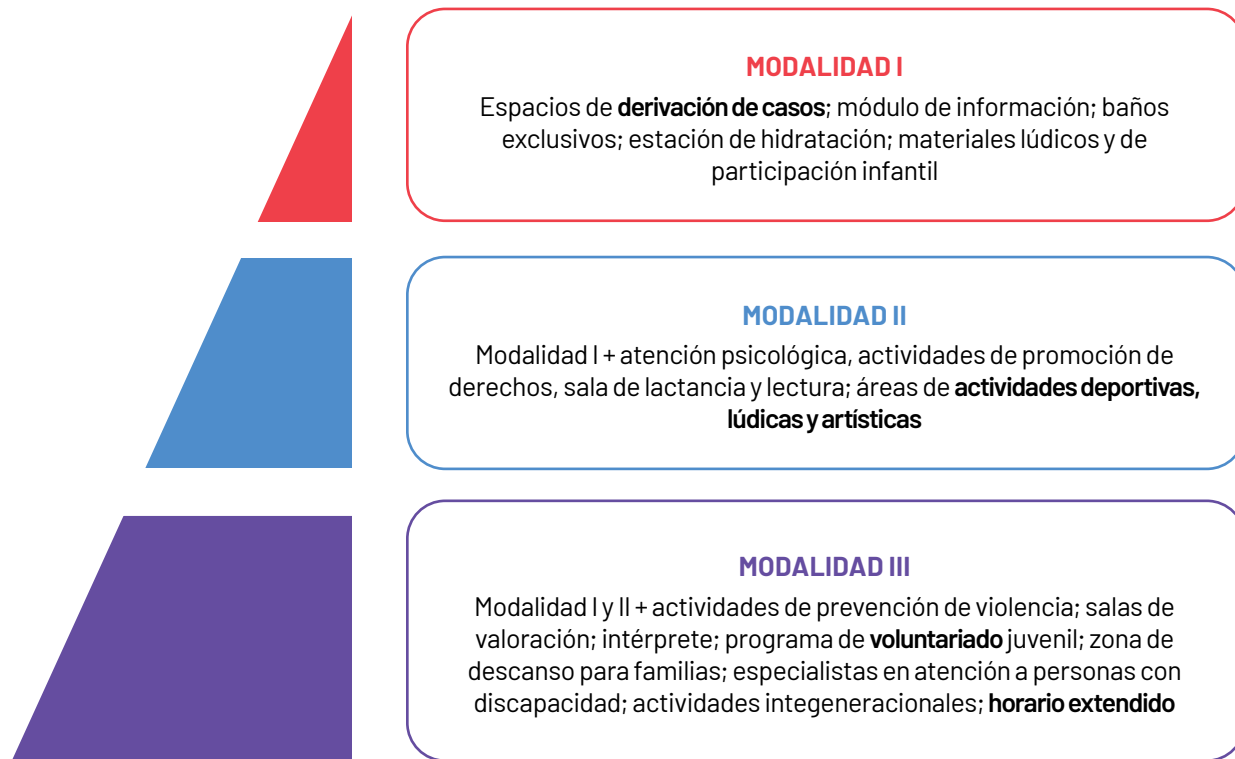 MODALIDAD I
Espacios de derivación de casos; módulo de información; baños
exclusivos; estación de hidratación; materiales lúdicos y de
participación infantil
MODALIDAD II
Modalidad I + atención psicológica, actividades de promoción de
derechos, sala de lactancia y lectura; áreas de actividades deportivas,
lúdicas y artísticas
MODALIDAD III
Modalidad I y II + actividades de prevención de violencia; salas de
valoración; intérprete; programa de voluntariado juvenil; zona de
descanso para familias; especialistas en atención a personas con
discapacidad; actividades integeneracionales; horario extendido